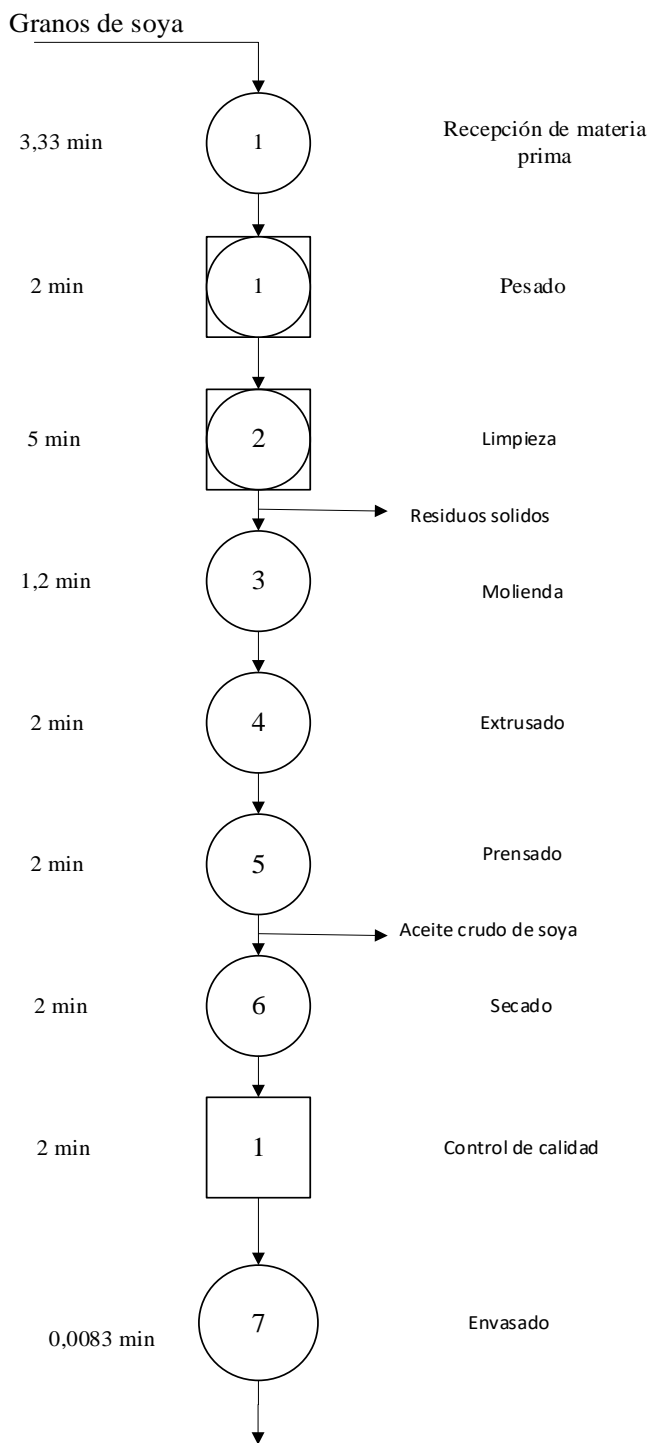 Granos de soya
3,33 min
1
Recepción de materia
prima
2 min
1
Pesado
5 min
2
Limpieza
Residuos solidos
1,2 min
3
Molienda
2 min
4
Extrusado
2 min
5
Prensado
Aceite crudo de soya
2 min
6
Secado
2 min
1
Control de calidad
0,0083 min
7
Envasado